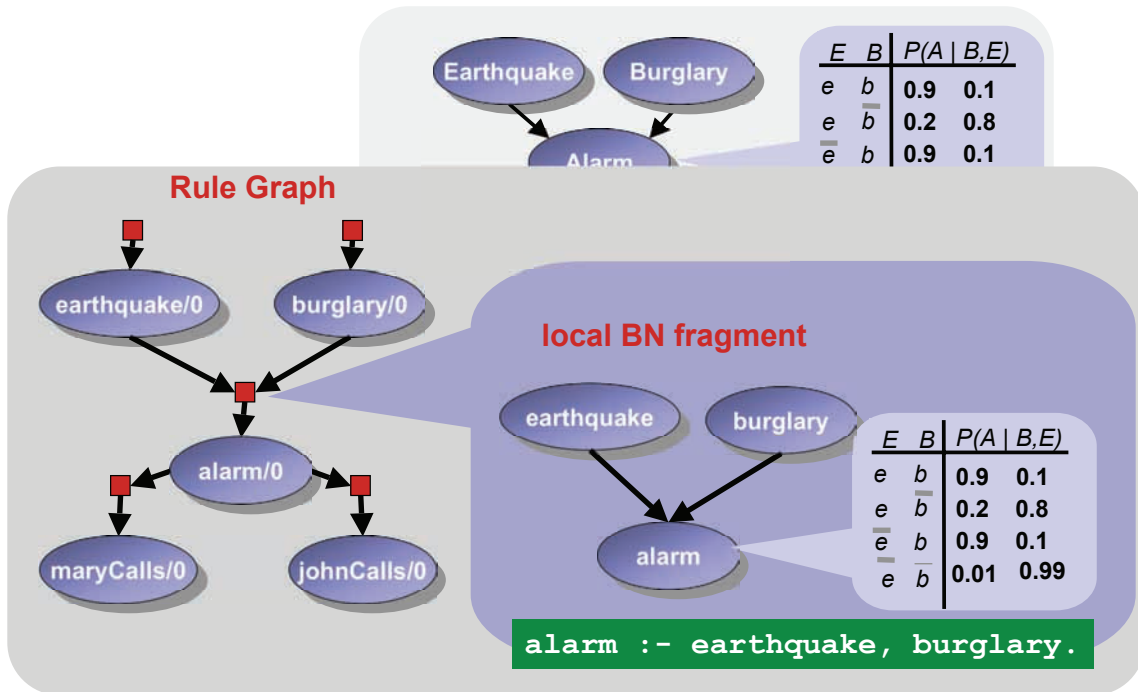 Earthquake
Burglary
Alarm
E B P(A | B,E)
e b 0.9 0.1
e b̅ 0.2 0.8
e̅ b 0.9 0.1
Rule Graph
earthquake/0
burglary/0
alarm/0
maryCalls/0
johnCalls/0
local BN fragment
earthquake
burglary
alarm
E B P(A | B,E)
e b 0.9 0.1
e b̅ 0.2 0.8
e̅ b 0.9 0.1
e̅ b̅ 0.01 0.99
alarm :- earthquake, burglary.